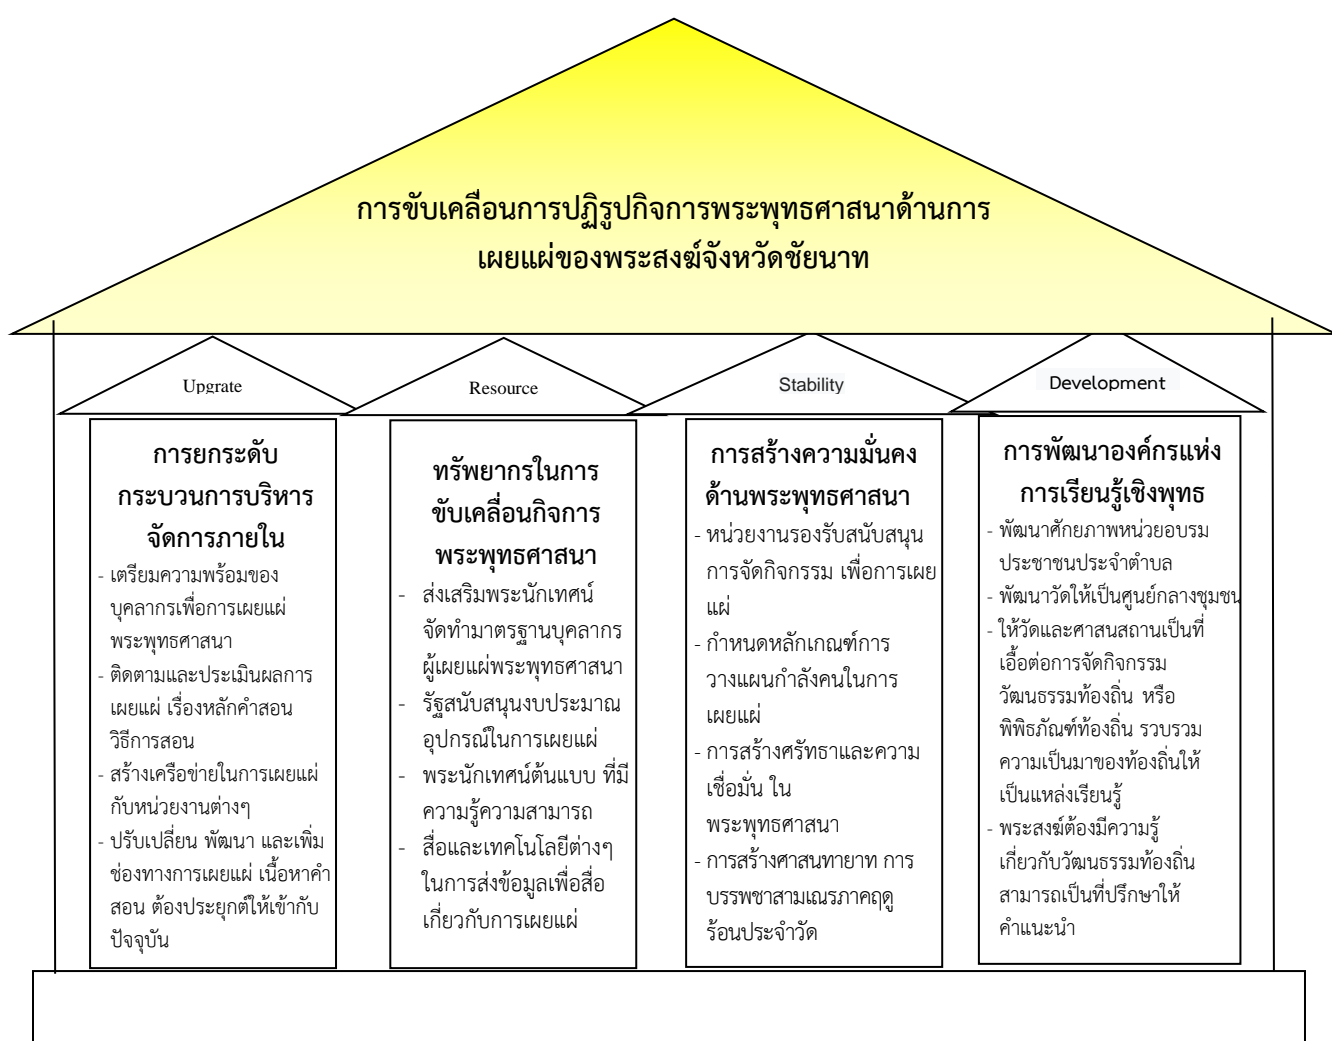 การขับเคลื่อนการปฏิรูปกิจการพระพุทธศาสนาด้านการ
เผยแผ่ของพระสงฆ์จังหวัดชัยนาท
Upgrate
การยกระดับ
กระบวนการบริหาร
จัดการภายใน
- เตรียมความพร้อมของ
บุคลากรเพื่อการเผยแผ่
พระพุทธศาสนา
- ติดตามและประเมินผลการ
เผยแผ่ เรื่องหลักคำสอน
วิธีการสอน
- สร้างเครือข่ายในการเผยแผ่
กับหน่วยงานต่างๆ
- ปรับเปลี่ยน พัฒนา และเพิ่ม
ช่องทางการเผยแผ่ เนื้อหาคำ
สอน ต้องประยุกต์ให้เข้ากับ
ปัจจุบัน
Resource
ทรัพยากรในการ
ขับเคลื่อนกิจการ
พระพุทธศาสนา
- ส่งเสริมพระนักเทศน์
จัดทำมาตรฐานบุคลากร
ผู้เผยแผ่พระพุทธศาสนา
- รัฐสนับสนุนงบประมาณ
อุปกรณ์ในการเผยแผ่
- พระนักเทศน์ต้นแบบ ที่มี
ความรู้ความสามารถ
- สื่อและเทคโนโลยีต่างๆ
ในการส่งข้อมูลเพื่อสื่อ
เกี่ยวกับการเผยแผ่
Stability
การสร้างความมั่นคง
ด้านพระพุทธศาสนา
- หน่วยงานรองรับสนับสนุน
การจัดกิจกรรม เพื่อการเผย
แผ่
- กำหนดหลักเกณฑ์การ
วางแผนกำลังคนในการ
เผยแผ่
- การสร้างศรัทธาและความ
เชื่อมั่น ใน
พระพุทธศาสนา
- การสร้างศาสนทายาท การ
บรรพชาสามเณรภาคฤดู
ร้อนประจำวัด
Development
การพัฒนาองค์กรแห่ง
การเรียนรู้เชิงพุทธ
- พัฒนาศักยภาพหน่วยอบรม
ประชาชนประจำตำบล
- พัฒนาวัดให้เป็นศูนย์กลางชุมชน
- ให้วัดและศาสนสถานเป็นที่
เอื้อต่อการจัดกิจกรรม
วัฒนธรรมท้องถิ่น หรือ
พิพิธภัณฑ์ท้องถิ่น รวบรวม
ความเป็นมาของท้องถิ่นให้
เป็นแหล่งเรียนรู้
- พระสงฆ์ต้องมีความรู้
เกี่ยวกับวัฒนธรรมท้องถิ่น
สามารถเป็นที่ปรึกษาให้
คำแนะนำ